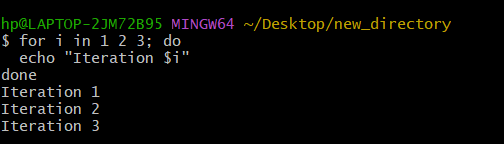 hp@LAPTOP-2JM72B95 MINGW64 ~/Desktop/new_directory
$ for i in 1 2 3; do
  echo "Iteration $i"
done
Iteration 1
Iteration 2
Iteration 3